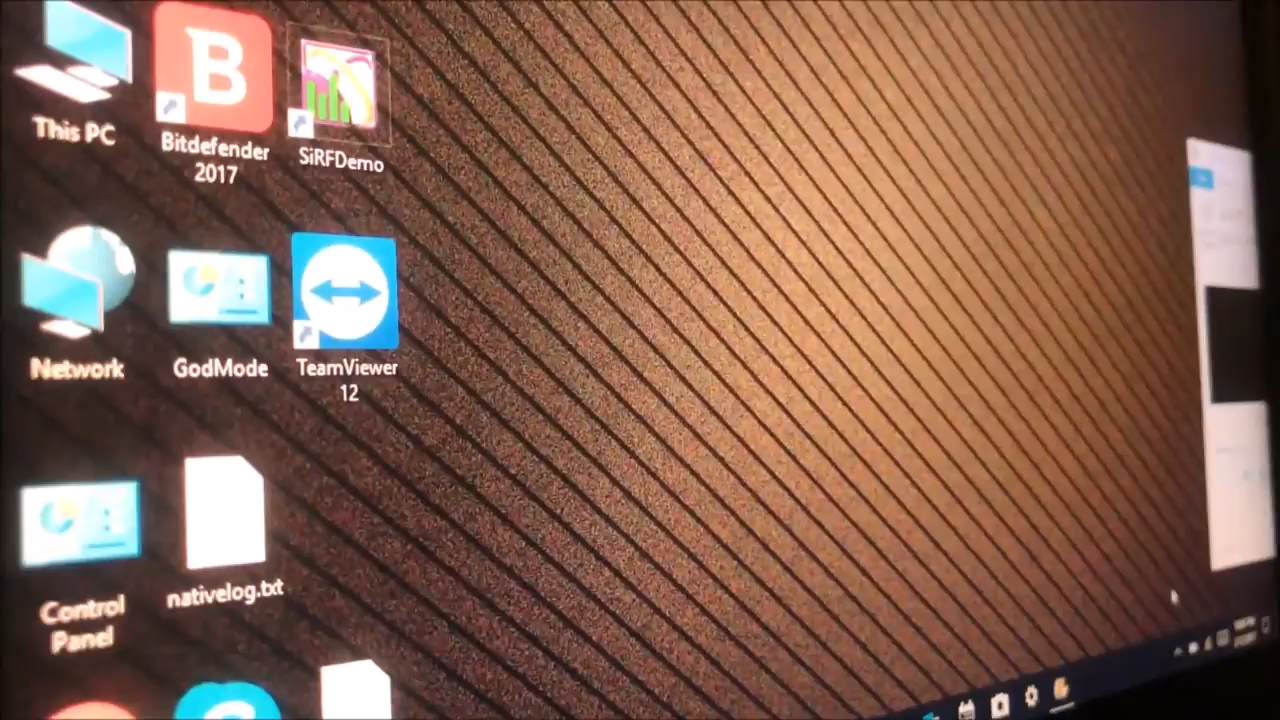 This PC
B
Bitdefender
2017
SiRFDemo
Network
GodMode
TeamViewer
12
Control
Panel
nativelog.txt